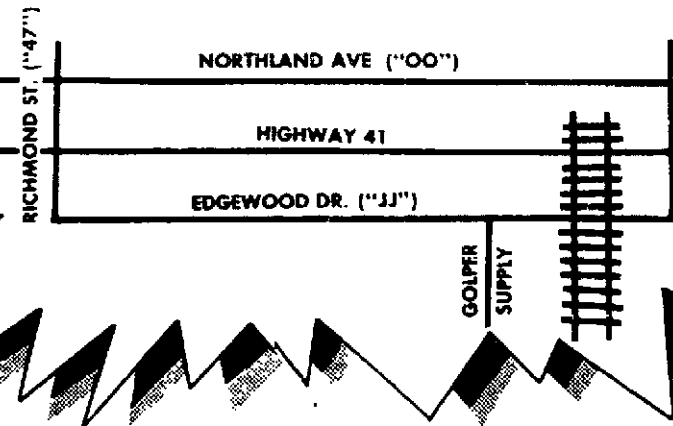 RICHMOND ST. ("47")
NORTHLAND AVE ("OO")
HIGHWAY 41
EDGEWOOD DR. ("JJ")
GOLPER
SUPPLY